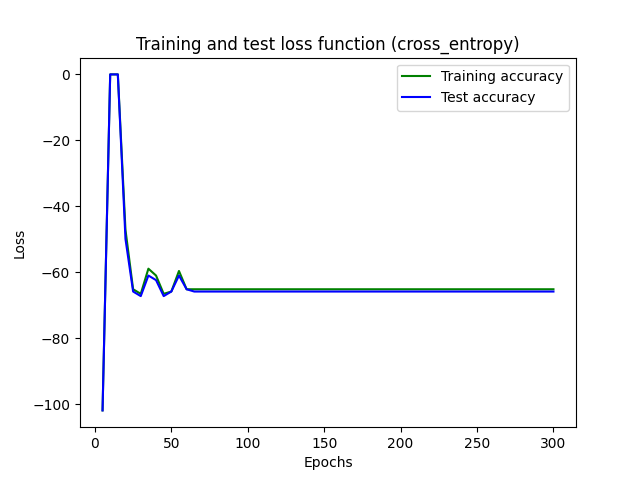 Training and test loss function (cross_entropy)
Training accuracy
Test accuracy
0
−20
−40
−60
−80
−100
Loss
0 50 100 150 200 250 300
Epochs